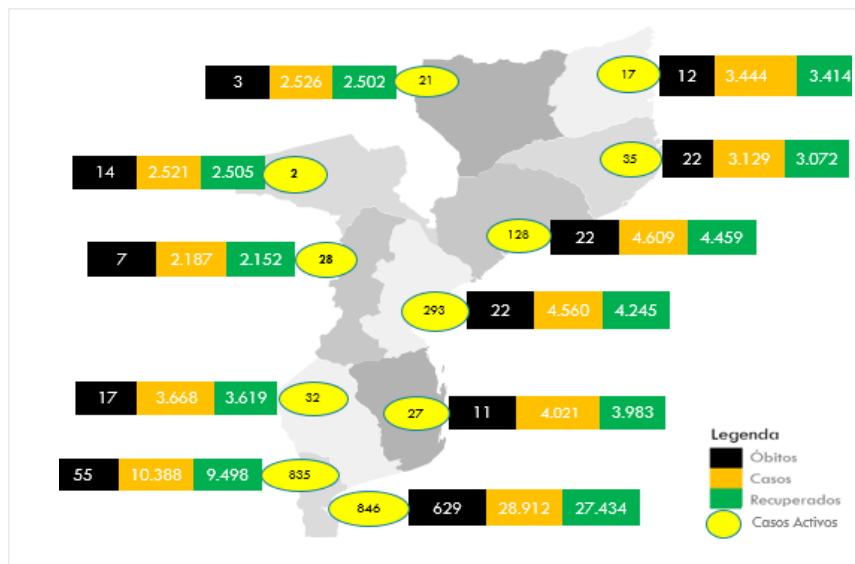 3 2.526 2.502 21
17 12 3.444 3.414
14 2.521 2.505 2
35 22 3.129 3.072
128 22 4.609 4.459
7 2.187 2.152 28
293 22 4.560 4.245
17 3.668 3.619 32
27 11 4.021 3.983
Legenda
Óbitos
Casos
Recuperados
Casos Activos
55 10.388 9.498 835
846 629 28.912 27.434